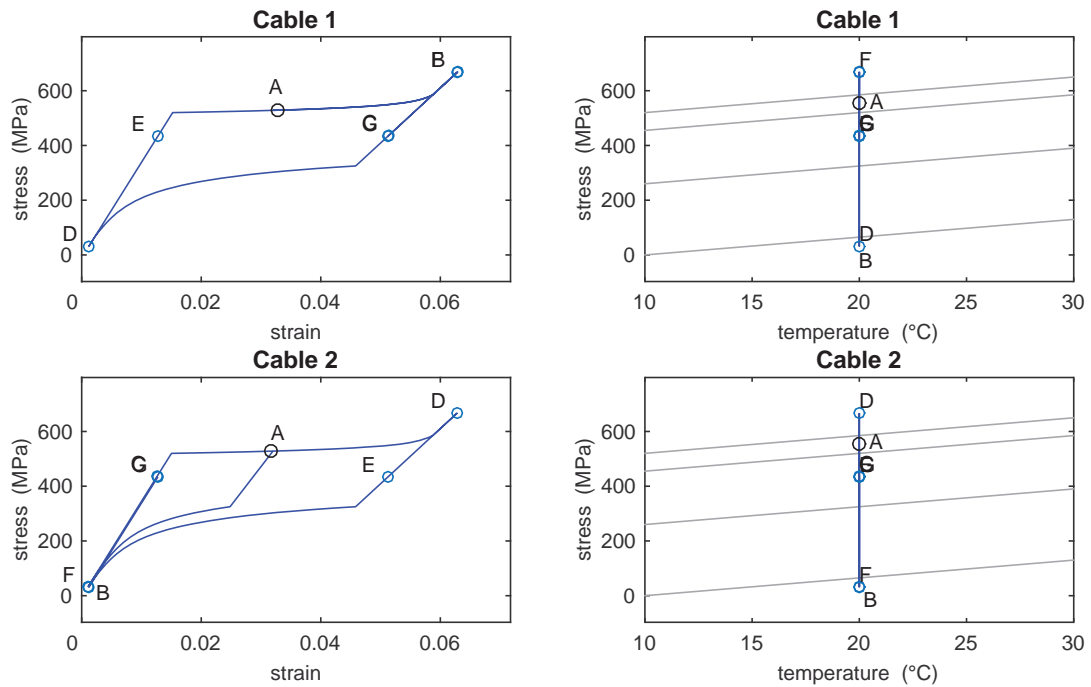 Cable 1
Cable 1
stress (MPa)
600
400
200
0
A
B
E
G
D
0
0.02
0.04
0.06
strain
stress (MPa)
600
400
200
0
F
A
G
D
B
10
15
20
25
30
temperature (°C)
Cable 2
Cable 2
stress (MPa)
600
400
200
0
D
A
G
E
F
B
0
0.02
0.04
0.06
strain
stress (MPa)
600
400
200
0
D
A
G
F
B
10
15
20
25
30
temperature (°C)